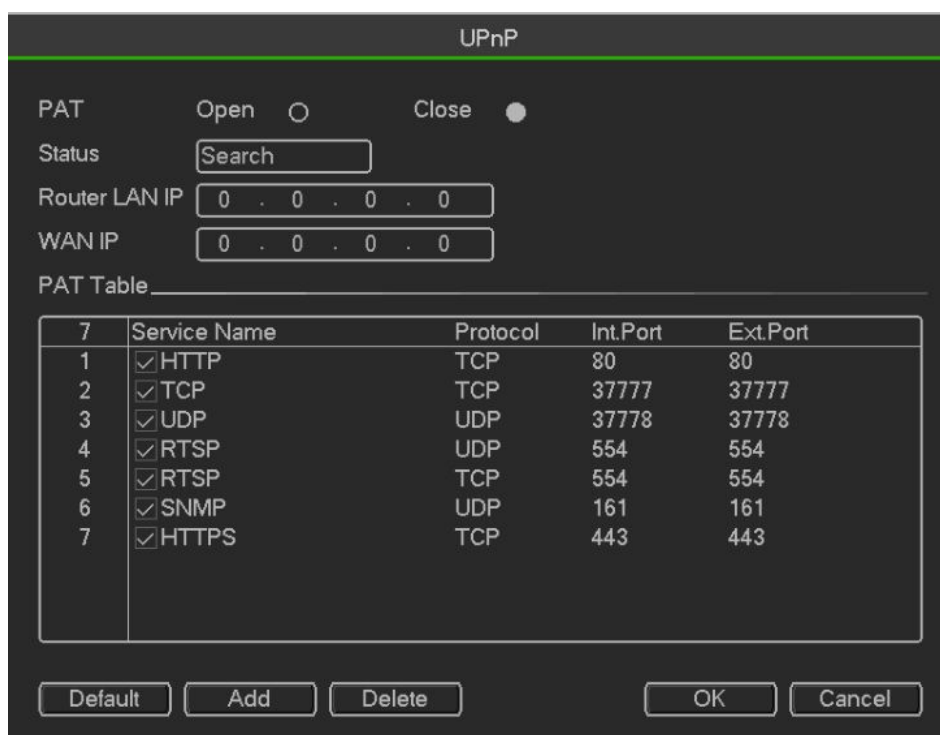 UPnP
PAT Open Close
Status Search
Router LAN IP 0 . 0 . 0 . 0
WAN IP 0 . 0 . 0 . 0
PAT Table
7 Service Name Protocol Int.Port Ext.Port
1 HTTP TCP 80 80
2 TCP TCP 37777 37777
3 UDP UDP 37778 37778
4 RTSP UDP 554 554
5 RTSP TCP 554 554
6 SNMP UDP 161 161
7 HTTPS TCP 443 443
Default Add Delete OK Cancel